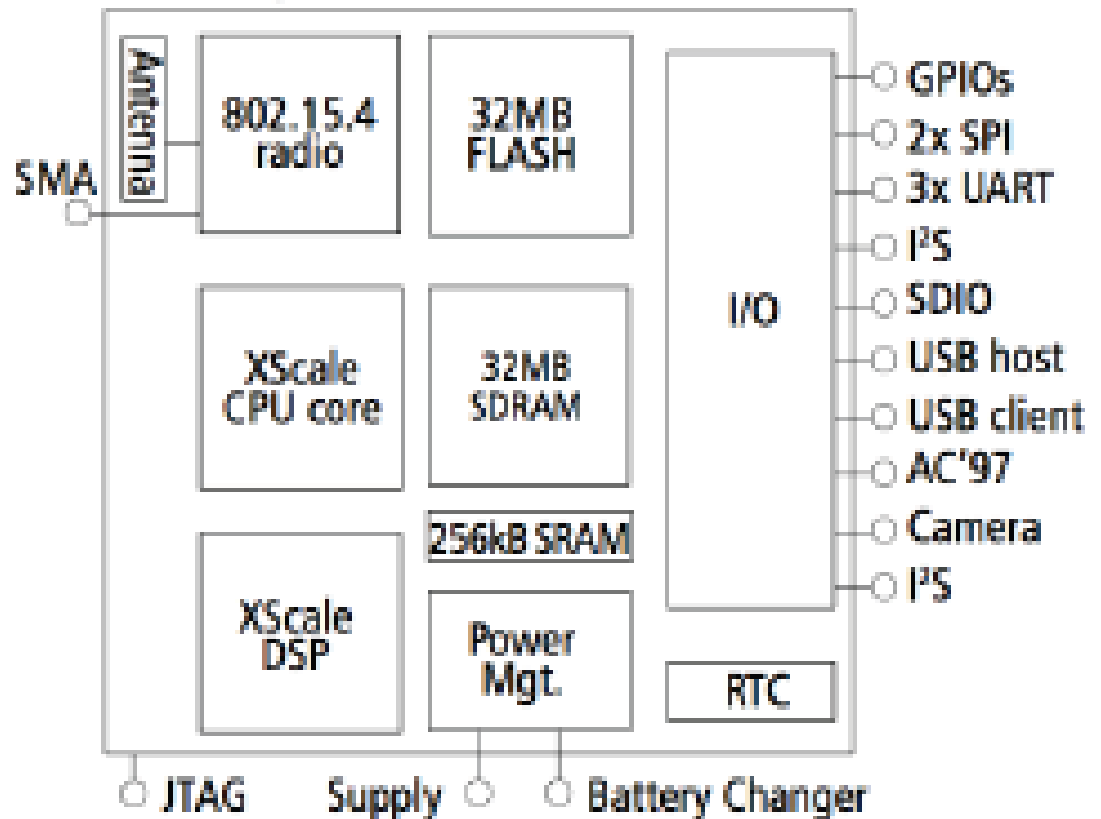 Antenna
802.15.4
radio
32MB
FLASH
SMA
XScale
CPU core
32MB
SDRAM
256kB SRAM
XScale
DSP
Power
Mgt.
I/O
RTC
GPIOs
2x SPI
3x UART
I²S
SDIO
USB host
USB client
AC'97
Camera
I²S
JTAG
Supply
Battery Changer